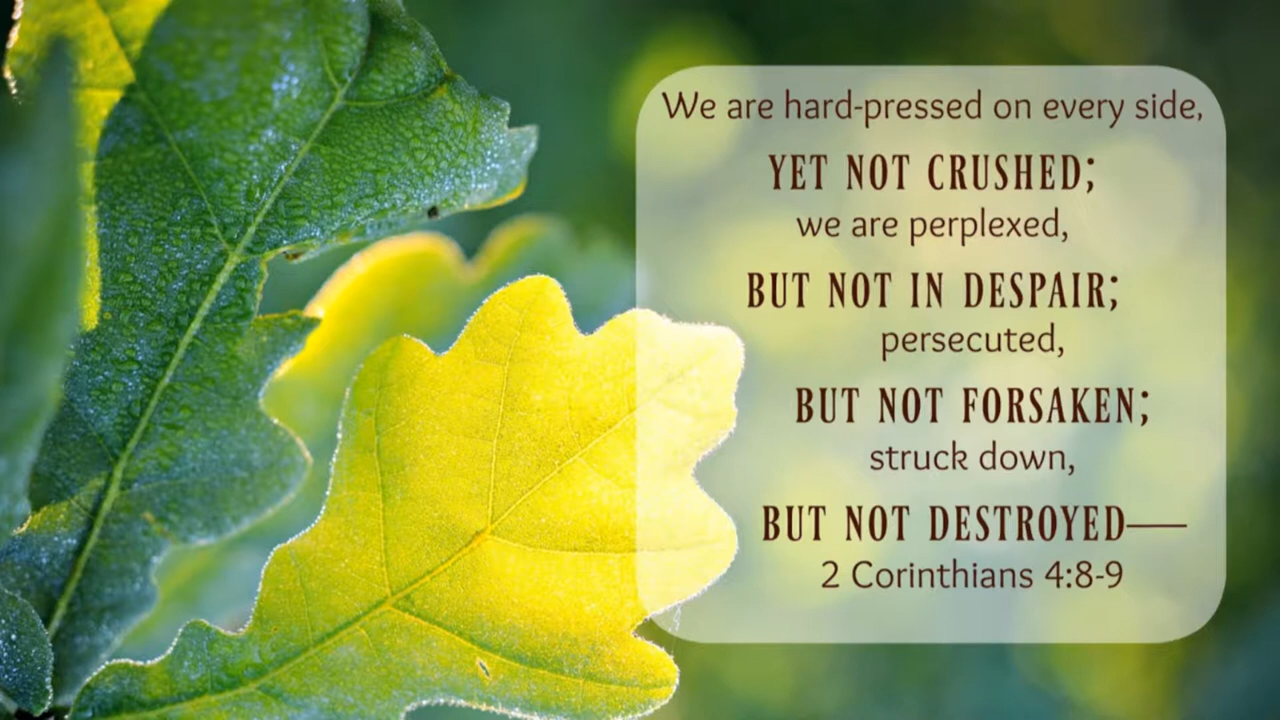 We are hard-pressed on every side,
YET NOT CRUSHED;
we are perplexed,
BUT NOT IN DESPAIR;
persecuted,
BUT NOT FORSAKEN;
struck down,
BUT NOT DESTROYED—
2 Corinthians 4:8-9